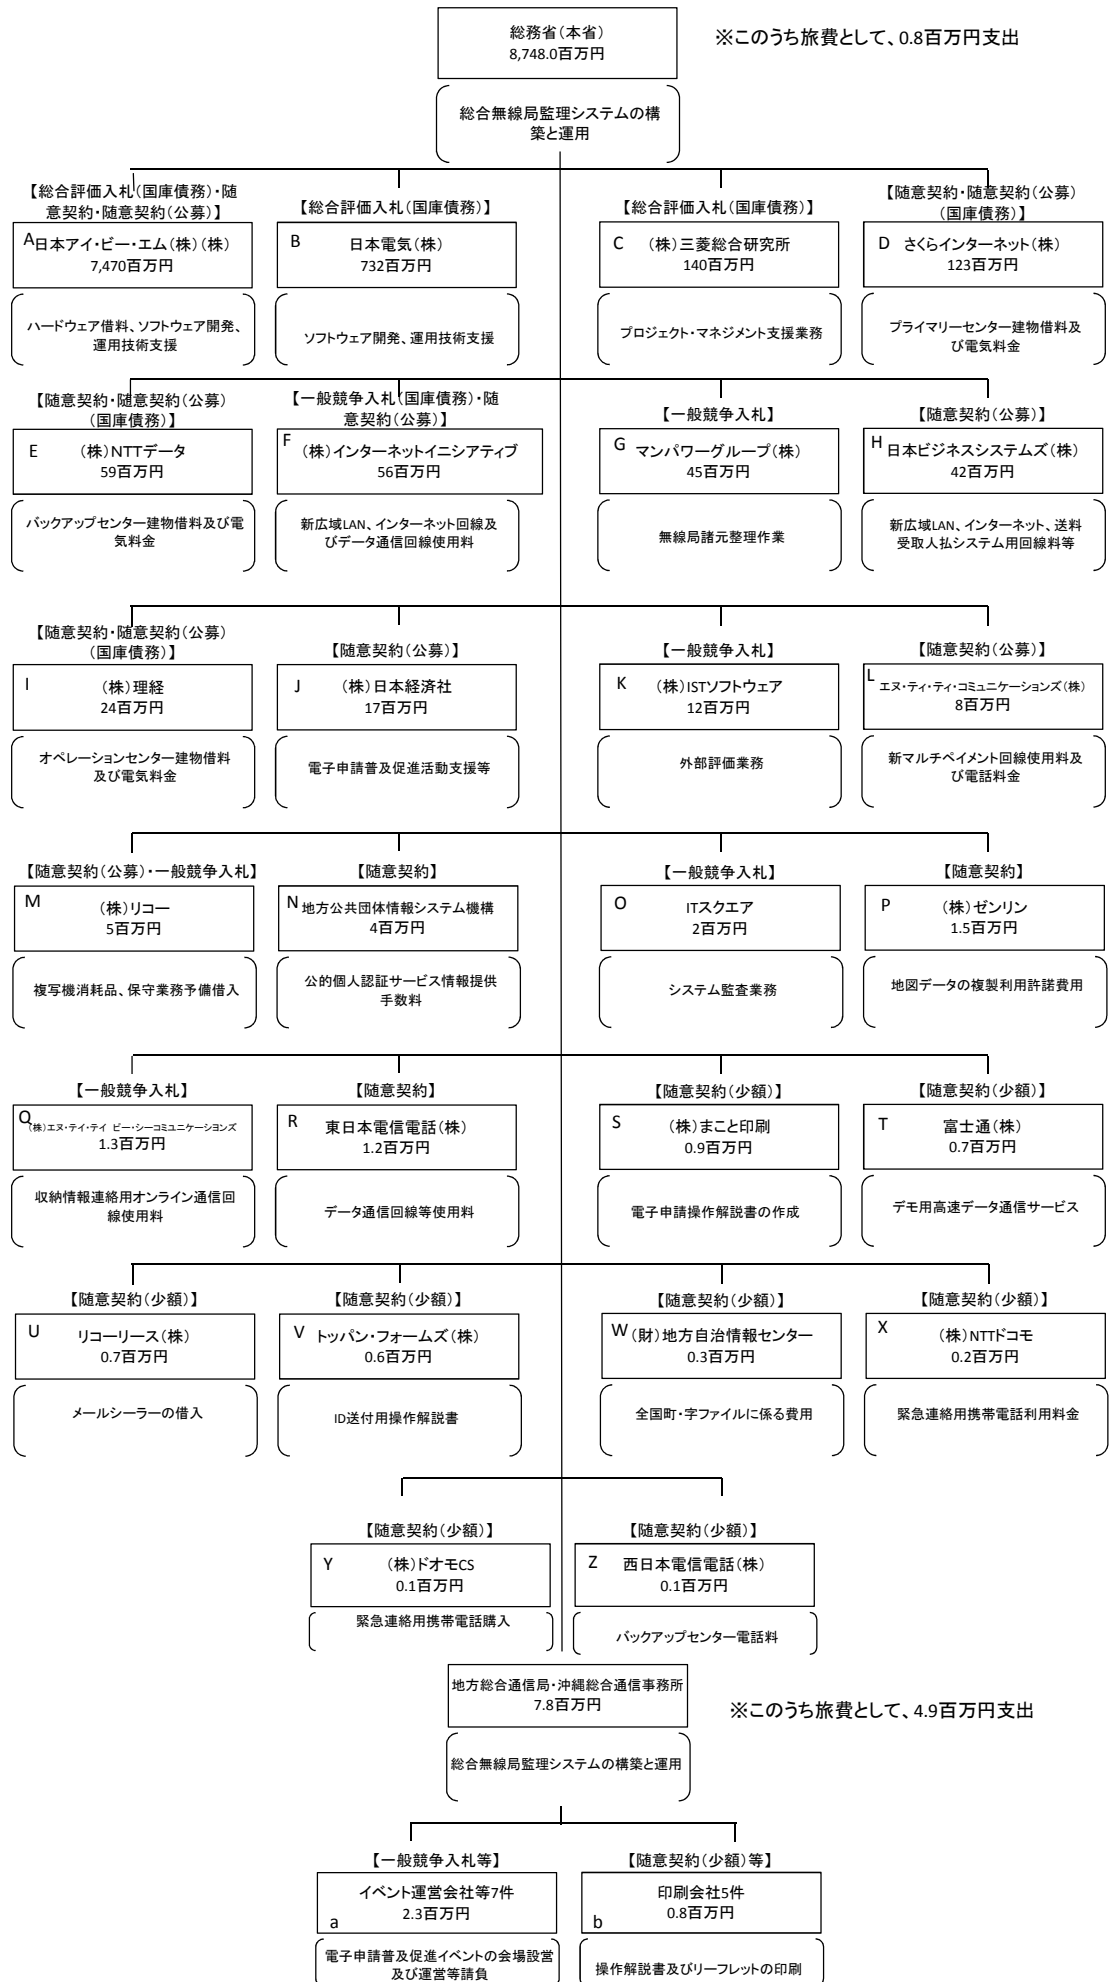 総務省(本省)
8,748.0百万円
※このうち旅費として、0.8百万円支出
総合無線局監理システムの構
築と運用
【総合評価入札(国庫債務)・随
意契約・随意契約(公募)】
A日本アイ・ビー・エム(株)(株)
7,470百万円
ハードウェア借料、ソフトウェア開発、
運用技術支援
【総合評価入札(国庫債務)】
B 日本電気(株)
732百万円
ソフトウェア開発、運用技術支援
【総合評価入札(国庫債務)】
C (株)三菱総合研究所
140百万円
プロジェクト・マネジメント支援業務
【随意契約・随意契約(公募)
(国庫債務)】
D さくらインターネット(株)
123百万円
プライマリーセンター建物借料及
び電気料金
【随意契約・随意契約(公募)
(国庫債務)】
E (株)NTTデータ
59百万円
バックアップセンター建物借料及び電
気料金
【一般競争入札(国庫債務)・随
意契約(公募)】
F (株)インターネットイニシアティブ
56百万円
新広域LAN、インターネット回線及
びデータ通信回線使用料
【一般競争入札】
G マンパワーグループ(株)
45百万円
無線局諸元整理作業
【随意契約(公募)】
H 日本ビジネスシステムズ(株)
42百万円
新広域LAN、インターネット、送料
受取人払システム用回線料等
【随意契約・随意契約(公募)
(国庫債務)】
I (株)理経
24百万円
オペレーションセンター建物借料
及び電気料金
【随意契約(公募)】
J (株)日本経済社
17百万円
電子申請普及促進活動支援等
【一般競争入札】
K (株)ISTソフトウェア
12百万円
外部評価業務
【随意契約(公募)】
L エヌ・ティ・ティ・コミュニケーションズ(株)
8百万円
新マルチペイメント回線使用料及
び電話料金
【随意契約(公募)・一般競争入札】
M (株)リコー
5百万円
複写機消耗品、保守業務予備借入
【随意契約】
N 地方公共団体情報システム機構
4百万円
公的個人認証サービス情報提供
手数料
【一般競争入札】
O ITスクエア
2百万円
システム監査業務
【随意契約】
P (株)ゼンリン
1.5百万円
地図データの複製利用許諾費用
【一般競争入札】
Q(株)エヌ・テイ・テイ ピー・シーコミユニケーシヨンズ
1.3百万円
収納情報連絡用オンライン通信回
線使用料
【随意契約】
R 東日本電信電話(株)
1.2百万円
データ通信回線等使用料
【随意契約(少額)】
S (株)まこと印刷
0.9百万円
電子申請操作解説書の作成
【随意契約(少額)】
T 富士通(株)
0.7百万円
デモ用高速データ通信サービス
【随意契約(少額)】
U リコーリース(株)
0.7百万円
メールシーラーの借入
【随意契約(少額)】
V トッパン・フォームズ(株)
0.6百万円
ID送付用操作解説書
【随意契約(少額)】
W (財)地方自治情報センター
0.3百万円
全国町・字ファイルに係る費用
【随意契約(少額)】
X (株)NTTドコモ
0.2百万円
緊急連絡用携帯電話利用料金
【随意契約(少額)】
Y (株)ドオモCS
0.1百万円
緊急連絡用携帯電話購入
【随意契約(少額)】
Z 西日本電信電話(株)
0.1百万円
バックアップセンター電話料
地方総合通信局・沖縄総合通信事務所
7.8百万円
※このうち旅費として、4.9百万円支出
総合無線局監理システムの構築と運用
【一般競争入札等】
イベント運営会社等7件
2.3百万円
a
電子申請普及促進イベントの会場設営
及び運営等請負
【随意契約(少額)等】
印刷会社5件
0.8百万円
b
操作解説書及びリーフレットの印刷